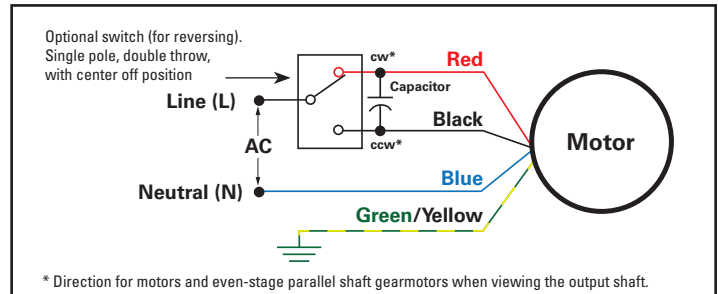 Optional switch (for reversing).
Single pole, double throw,
with center off position
cw*
Red
Capacitor
Line (L)
Black
ccw*
AC
Motor
Neutral (N)
Blue
Green/Yellow
* Direction for motors and even-stage parallel shaft gearmotors when viewing the output shaft.